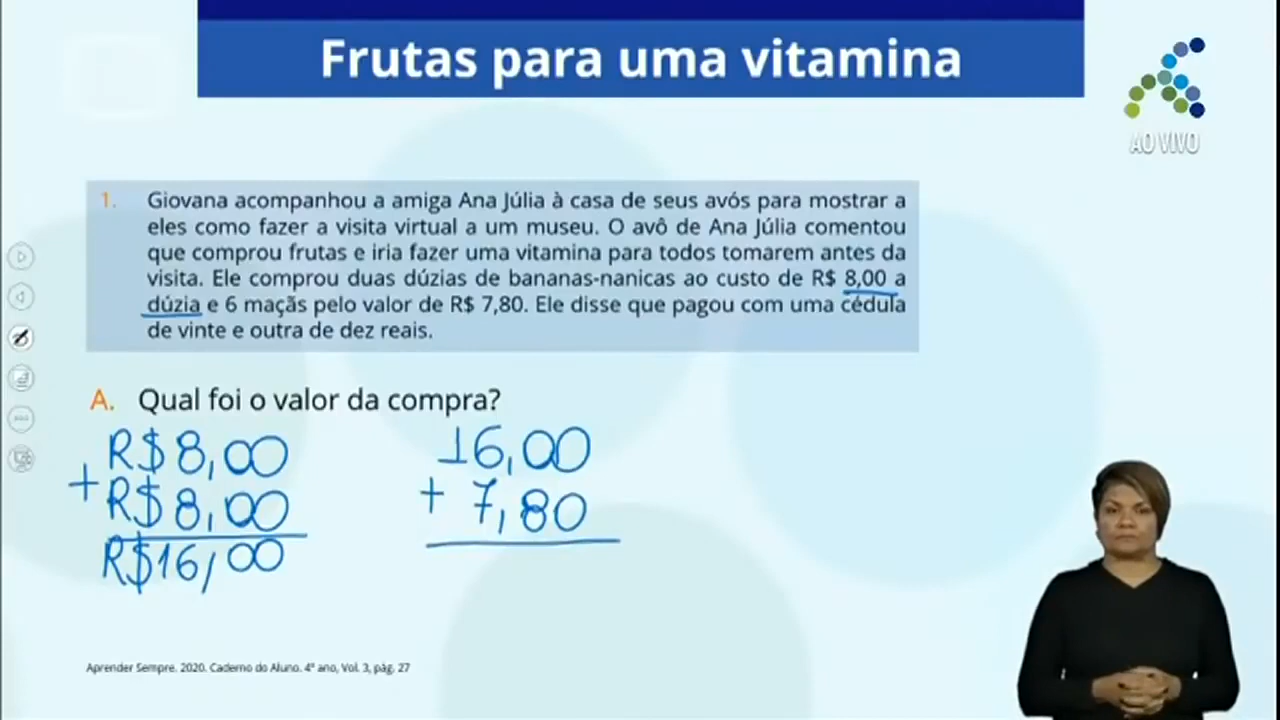 Frutas para uma vitamina
AO VIVO
1. Giovana acompanhou a amiga Ana Júlia à casa de seus avós para mostrar a
eles como fazer a visita virtual a um museu. O avô de Ana Júlia comentou
que comprou frutas e iria fazer uma vitamina para todos tomarem antes da
visita. Ele comprou duas dúzias de bananas-nanicas ao custo de R$ 8,00 a
dúzia e 6 maçãs pelo valor de R$ 7,80. Ele disse que pagou com uma cédula
de vinte e outra de dez reais.
A. Qual foi o valor da compra?
R$8,00
+R$8,00
R$16,00
16,00
+ 7,80
Aprender Sempre. 2020. Caderno do Aluno. 4º ano, Vol. 3, pág. 27